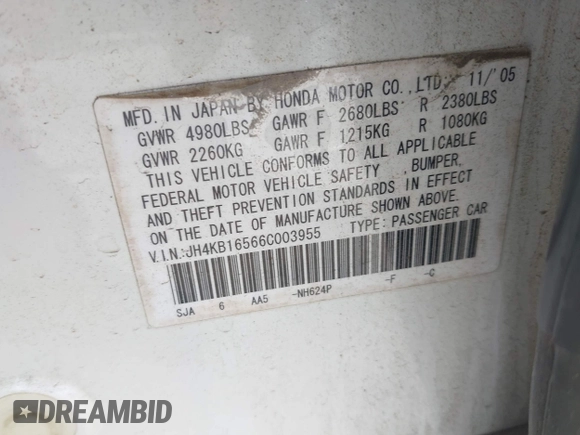 MFD. IN JAPAN BY HONDA MOTOR CO.,LTD. 11/'05
GVWR 4980LBS GAWR F 2680LBS R 2380LBS
GVWR 2260KG GAWR F 1215KG R 1080KG
THIS VEHICLE CONFORMS TO ALL APPLICABLE
FEDERAL MOTOR VEHICLE SAFETY ,BUMPER,
AND THEFT PREVENTION STANDARDS IN EFFECT
ON THE DATE OF MANUFACTURE SHOWN ABOVE.
V.I.N.:JH4KB16566C003955 TYPE: PASSENGER CAR
SJA 6 AA5 -NH624P -F -C
DREAMBID